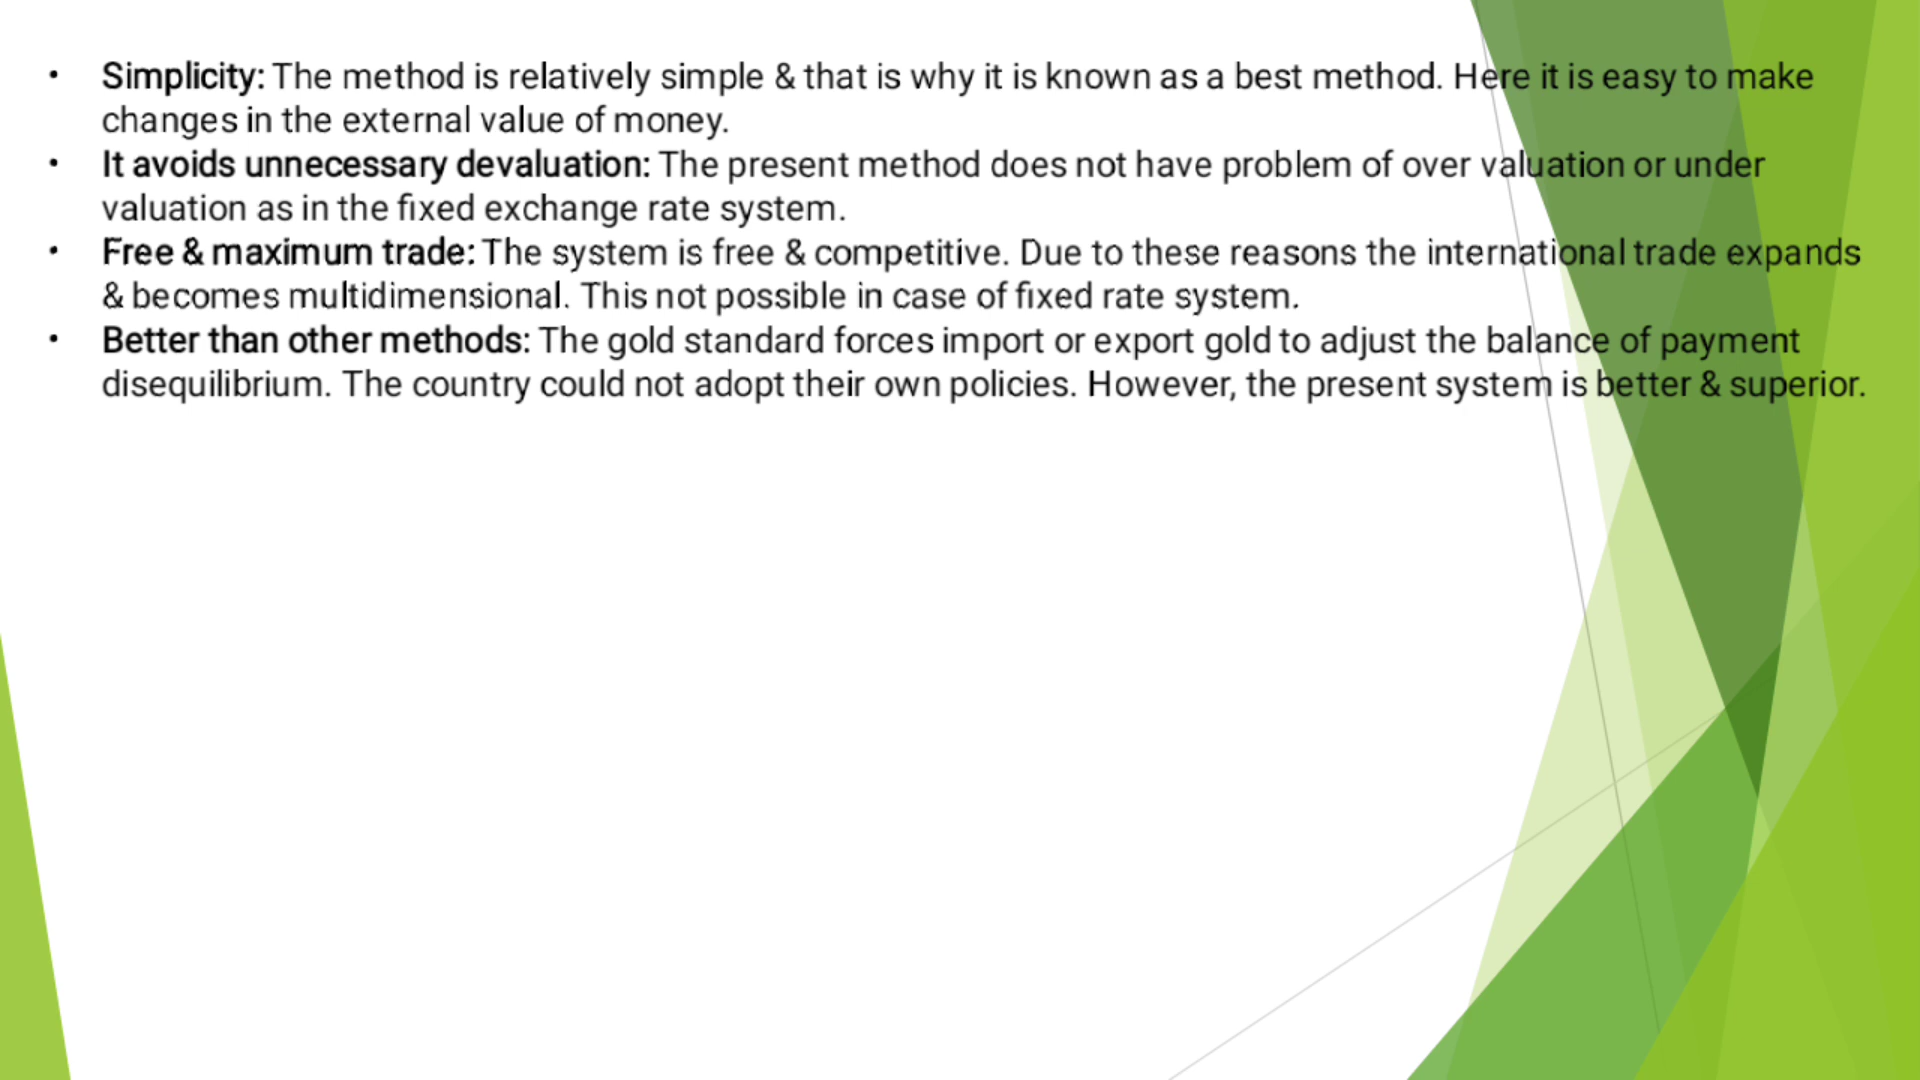 • Simplicity: The method is relatively simple & that is why it is known as a best method. Here it is easy to make
changes in the external value of money.
• It avoids unnecessary devaluation: The present method does not have problem of over valuation or under
valuation as in the fixed exchange rate system.
• Free & maximum trade: The system is free & competitive. Due to these reasons the international trade expands
& becomes multidimensional. This not possible in case of fixed rate system.
• Better than other methods: The gold standard forces import or export gold to adjust the balance of payment
disequilibrium. The country could not adopt their own policies. However, the present system is better & superior.